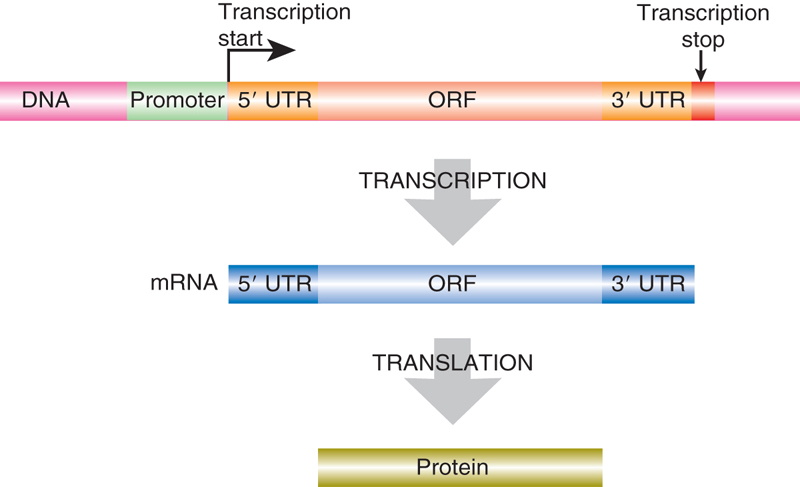 Transcription
start
Transcription
stop
DNA Promoter 5′ UTR ORF 3′ UTR
TRANSCRIPTION
mRNA 5′ UTR ORF 3′ UTR
TRANSLATION
Protein